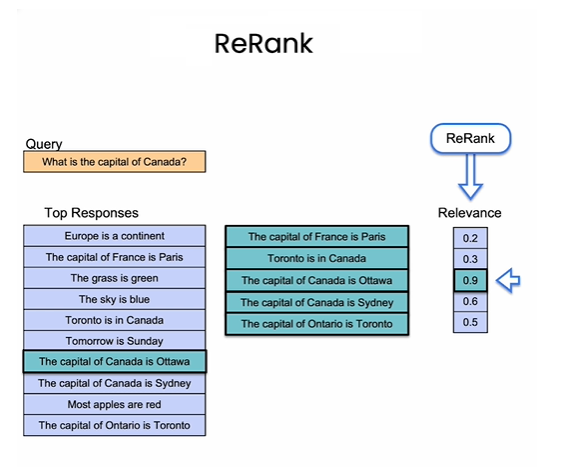 ReRank
Query
What is the capital of Canada?
ReRank
Top Responses
Relevance
Europe is a continent
The capital of France is Paris
The grass is green
The sky is blue
Toronto is in Canada
Tomorrow is Sunday
The capital of Canada is Ottawa
The capital of Canada is Sydney
Most apples are red
The capital of Ontario is Toronto
The capital of France is Paris
Toronto is in Canada
The capital of Canada is Ottawa
The capital of Canada is Sydney
The capital of Ontario is Toronto
0.2
0.3
0.9
0.6
0.5